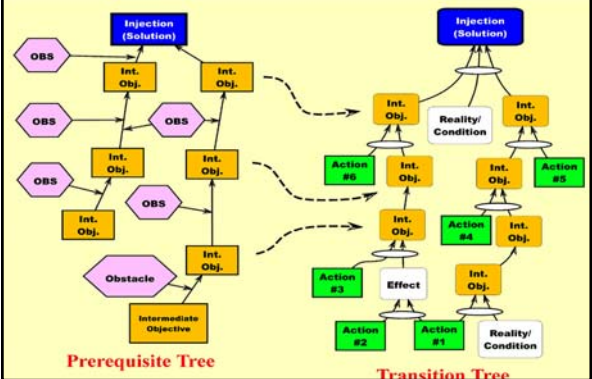 Injection
(Solution)
OBS
Int.
Obj.
Int.
Obj.
OBS
OBS
Int.
Obj.
Int.
Obj.
OBS
OBS
Int.
Obj.
Int.
Obj.
Obstacle
Intermediate
Objective
Prerequisite Tree
Injection
(Solution)
Int.
Obj.
Reality/
Condition
Int.
Obj.
Action
#6
Int.
Obj.
Int.
Obj.
Action
#5
Int.
Obj.
Action
#4
Int.
Obj.
Action
#3
Effect
Int.
Obj.
Action
#2
Action
#1
Reality/
Condition
Transition Tree